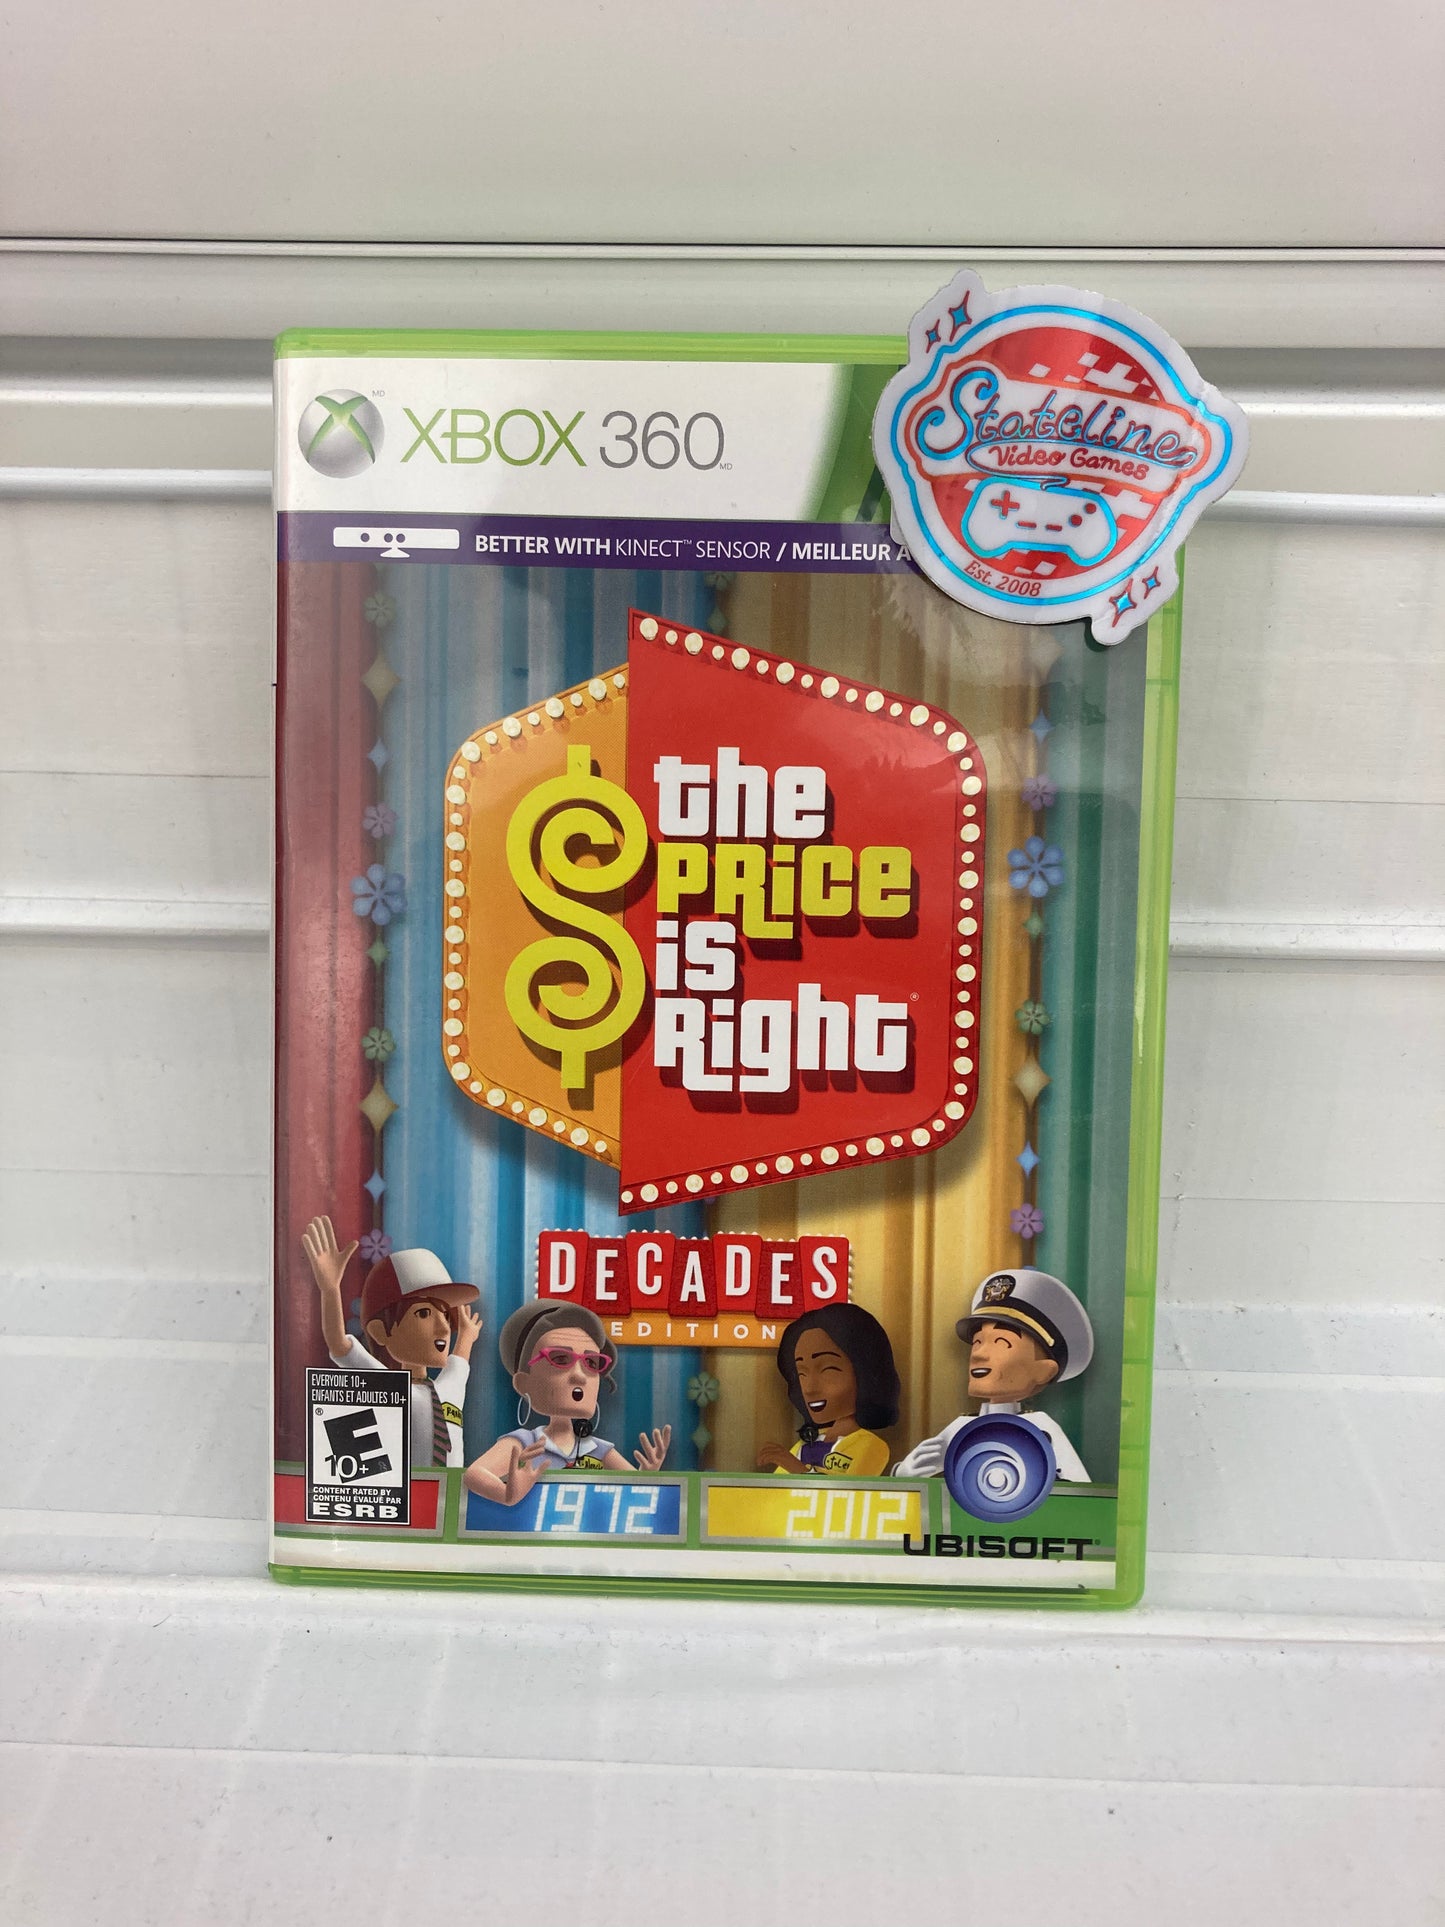 XBOX 360
MD
MD
Stateline
Video Games
Est. 2008
BETTER WITH KINECT™ SENSOR / MEILLEUR A
$ the
PRiCe
is
Right®
DECADES
EDITION
EVERYONE 10+
ENFANTS ET ADULTES 10+
®
E
10+
CONTENT RATED BY
CONTENU ÉVALUÉ PAR
ESRB
1972
2012
UBISOFT®